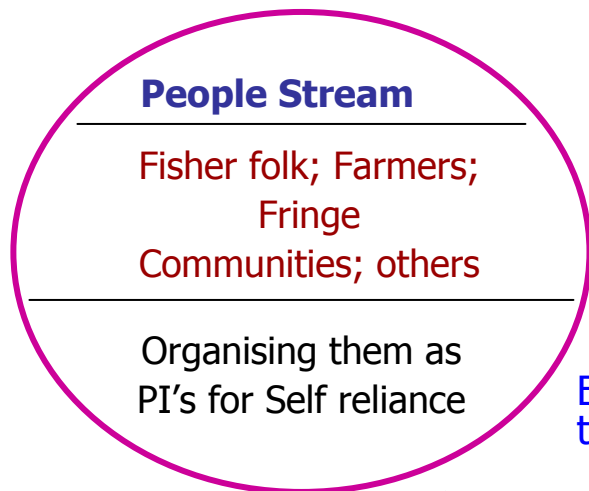 People Stream
Fisher folk; Farmers;
Fringe
Communities; others
Organising them as
PI's for Self reliance